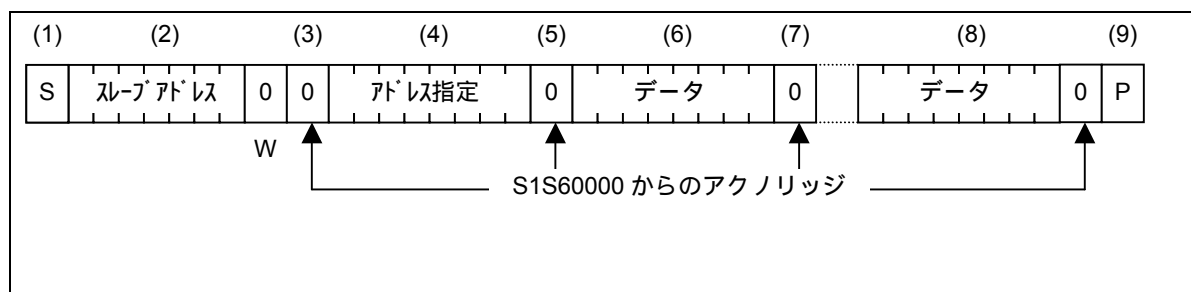 (1) (2) (3) (4) (5) (6) (7) (8) (9)
S ｽﾚｰﾌﾞｱﾄﾞﾚｽ 0 0 ｱﾄﾞﾚｽ指定 0 データ 0 データ 0 P
W
S1S60000 からのアクノリッジ